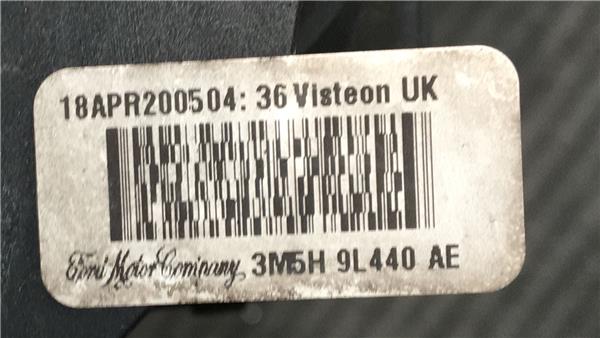 18APR200504: 36 Visteon UK
Ford Motor Company 3M5H 9L440 AE